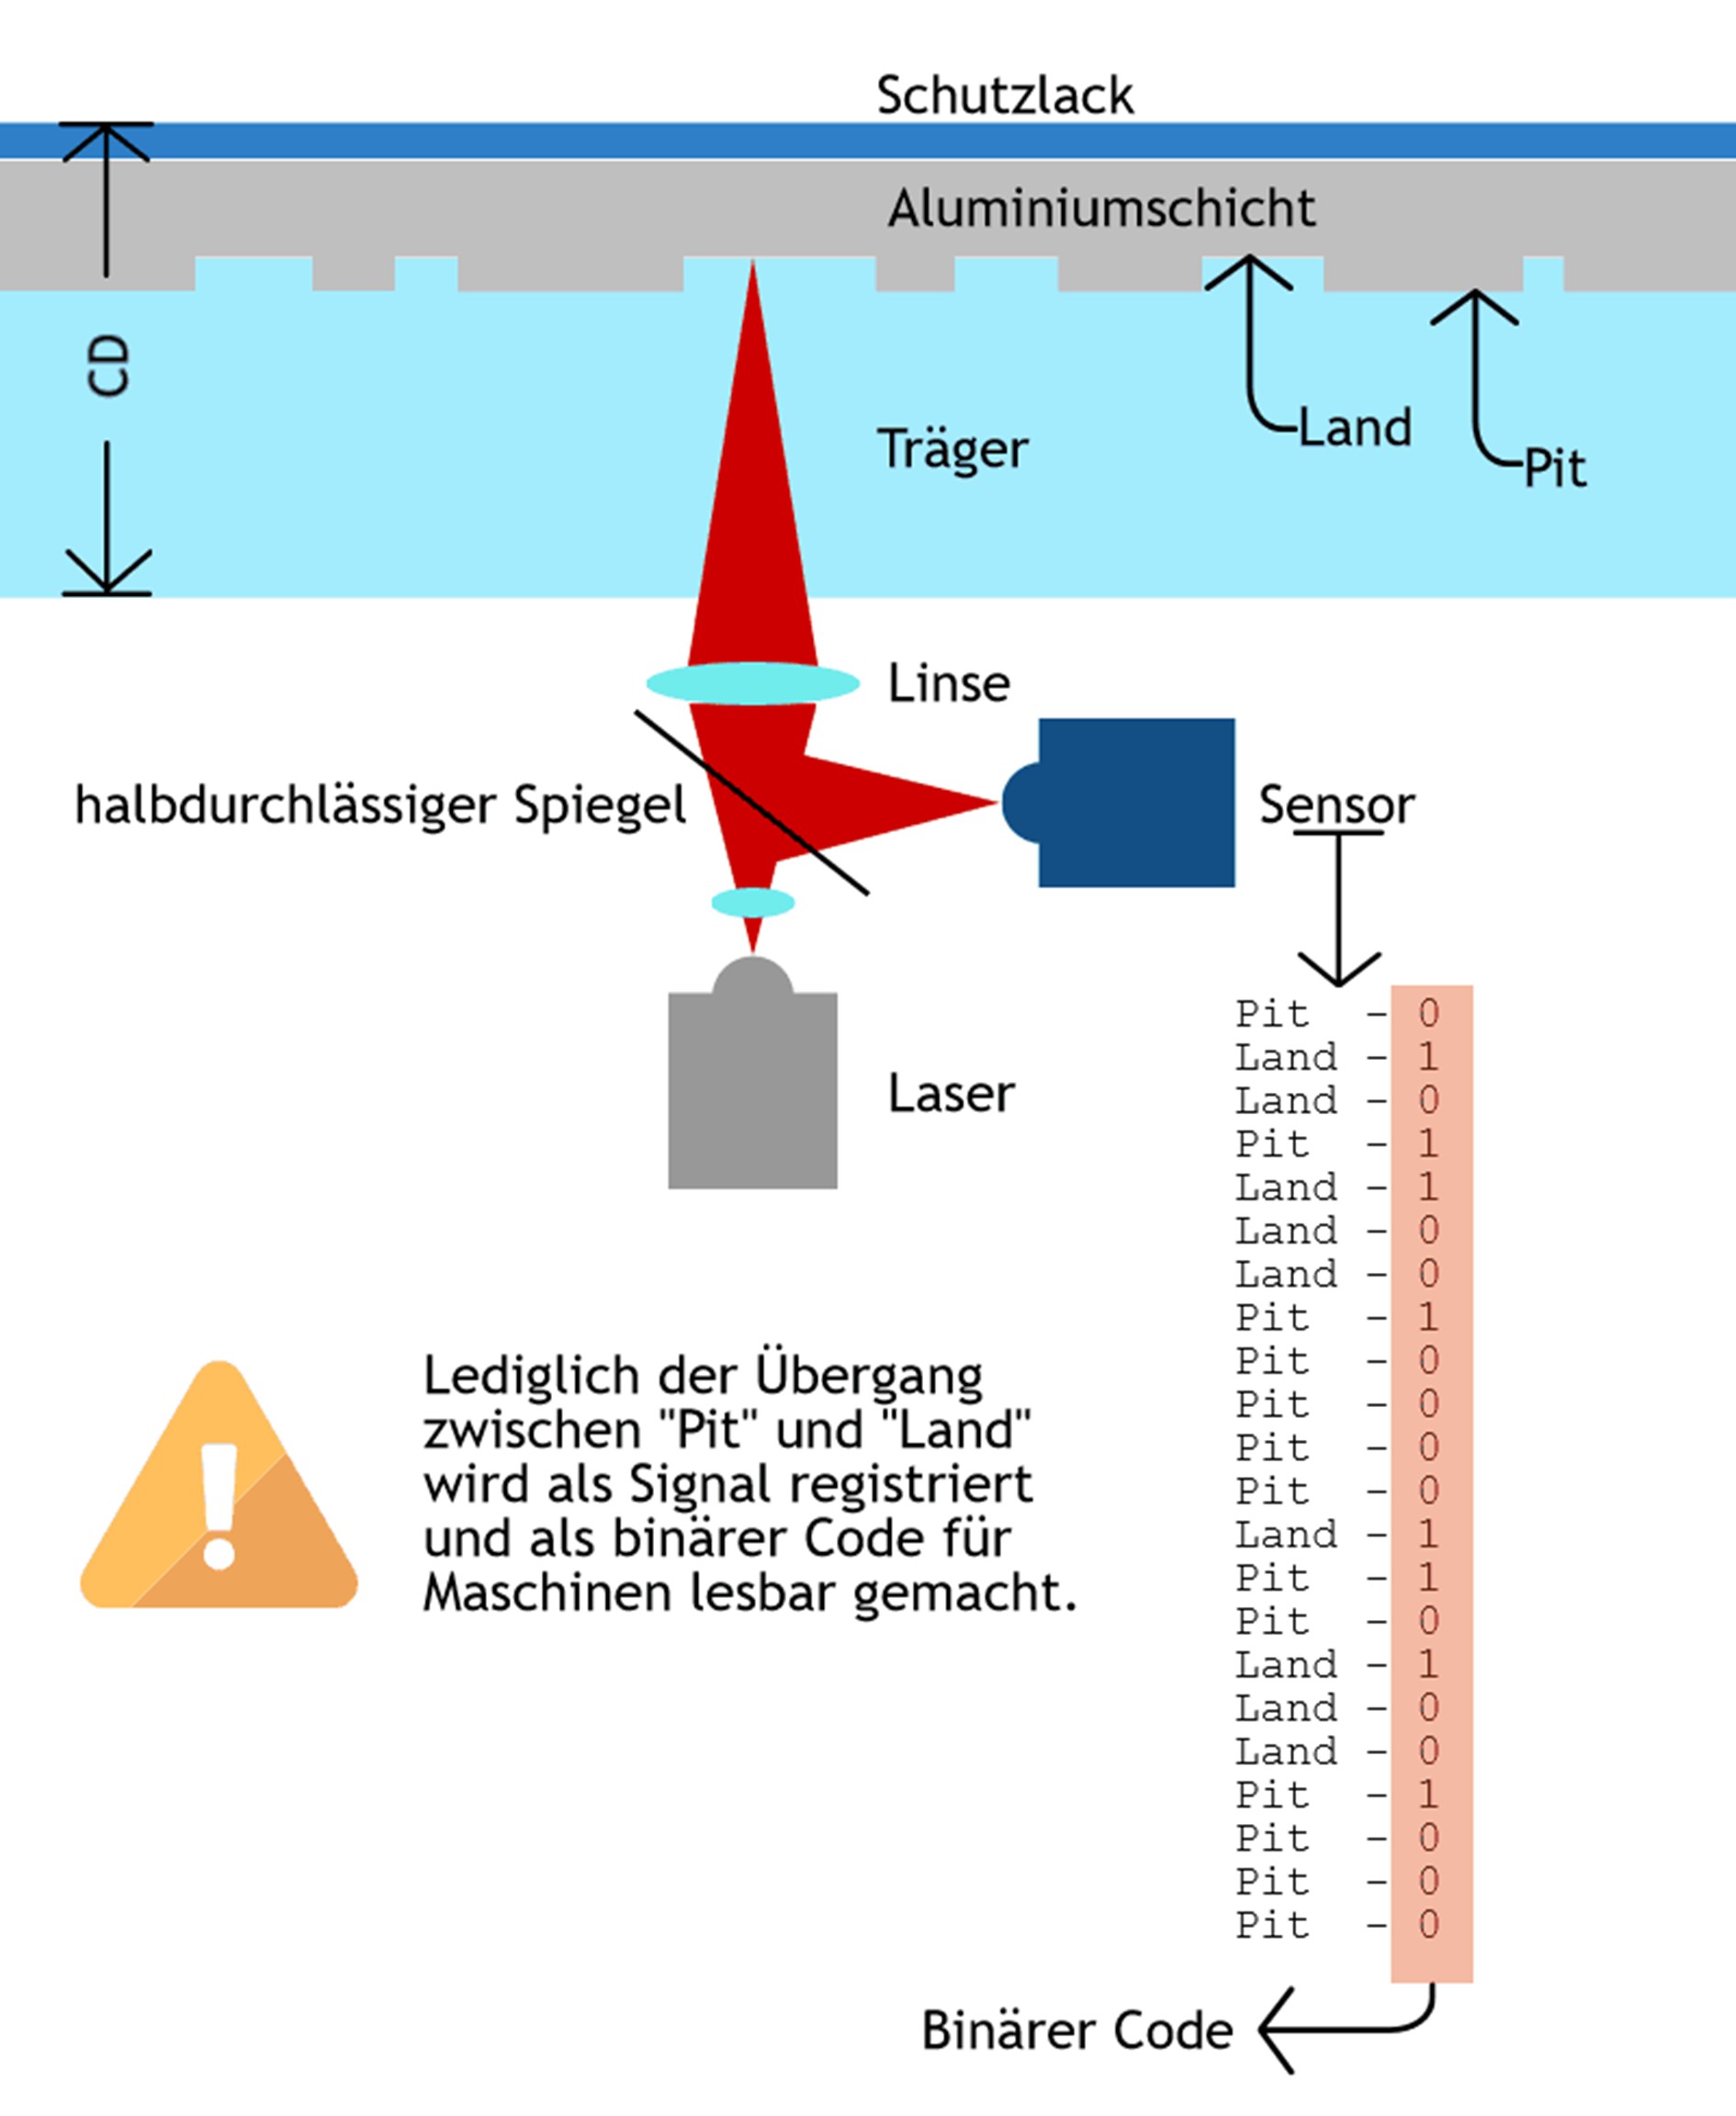 Schutzlack
Aluminiumschicht
CD
Land
Träger
Pit
Linse
halbdurchlässiger Spiegel
Sensor
Laser
Pit - 0
Land - 1
Land - 0
Pit - 1
Land - 1
Land - 0
Land - 0
Pit - 1
Pit - 0
Pit - 0
Pit - 0
Pit - 0
Land - 1
Pit - 1
Pit - 0
Land - 1
Land - 0
Land - 0
Pit - 1
Pit - 0
Pit - 0
Pit - 0
Lediglich der Übergang
zwischen "Pit" und "Land"
wird als Signal registriert
und als binärer Code für
Maschinen lesbar gemacht.
Binärer Code